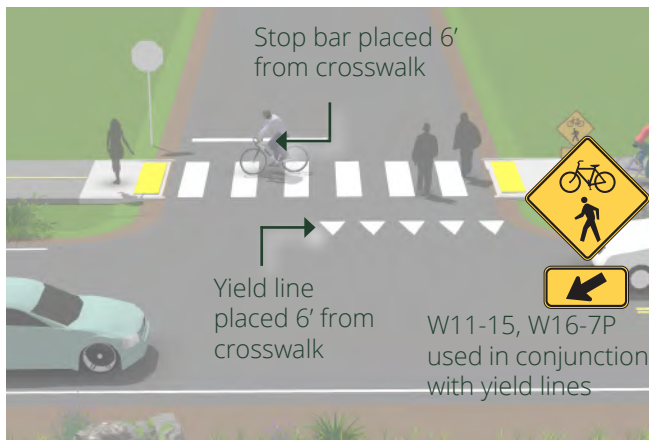 Stop bar placed 6’
from crosswalk
Yield line
placed 6’ from
crosswalk
W11-15, W16-7P
used in conjunction
with yield lines